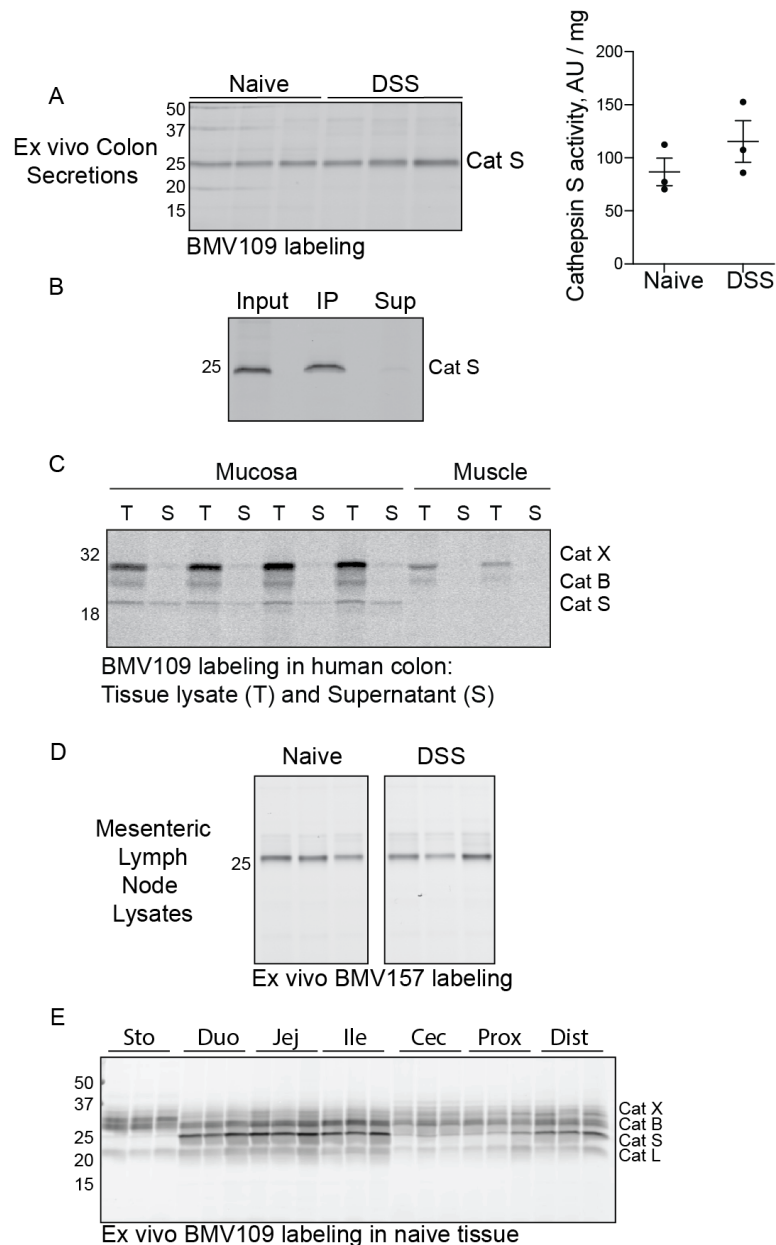 A
Naive DSS
Ex vivo Colon
Secretions
50
37
25
20
15
Cat S
BMV109 labeling
Cathepsin S activity, AU / mg
200
150
100
50
0
Naive DSS
B
Input IP Sup
25
Cat S
C
Mucosa Muscle
T S T S T S T S T S T S
32
18
Cat X
Cat B
Cat S
BMV109 labeling in human colon:
Tissue lysate (T) and Supernatant (S)
D
Naive DSS
Mesenteric
Lymph
Node
Lysates
25
Ex vivo BMV157 labeling
E
Sto Duo Jej Ile Cec Prox Dist
50
37
25
20
15
Cat X
Cat B
Cat S
Cat L
Ex vivo BMV109 labeling in naive tissue